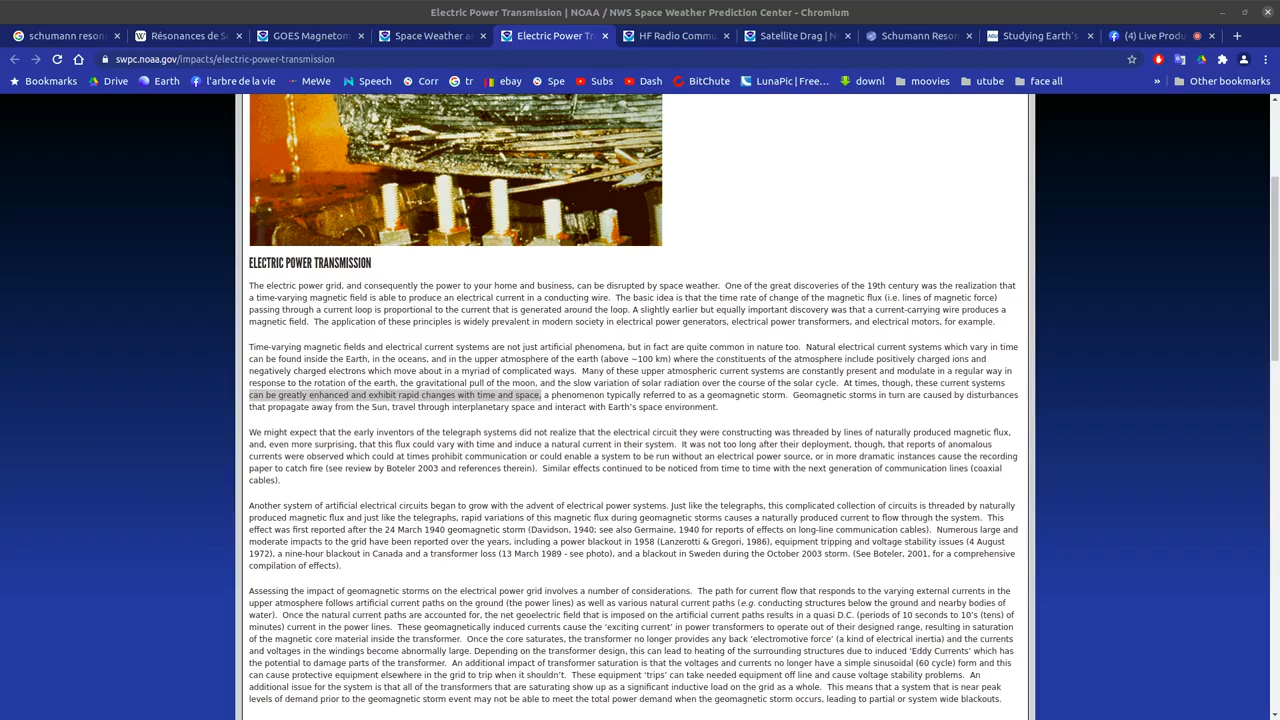 Electric Power Transmission | NOAA / NWS Space Weather Prediction Center - Chromium
schumann reson
Résonances de S
GOES Magnetom
Space Weather a
Electric Power Tr
HF Radio Commu
Satellite Drag | N
Schumann Reson
AGU
Studying Earth's
(4) Live Produ
swpc.noaa.gov/impacts/electric-power-transmission
Bookmarks
Drive
Earth
l'arbre de la vie
MeWe
Speech
Corr
tr
ebay
Spe
Subs
Dash
BitChute
LunaPic | Free...
downl
moovies
utube
face all
»
Other bookmarks
ELECTRIC POWER TRANSMISSION
The electric power grid, and consequently the power to your home and business, can be disrupted by space weather. One of the great discoveries of the 19th century was the realization that
a time-varying magnetic field is able to produce an electrical current in a conducting wire. The basic idea is that the time rate of change of the magnetic flux (i.e. lines of magnetic force)
passing through a current loop is proportional to the current that is generated around the loop. A slightly earlier but equally important discovery was that a current-carrying wire produces a
magnetic field. The application of these principles is widely prevalent in modern society in electrical power generators, electrical power transformers, and electrical motors, for example.
Time-varying magnetic fields and electrical current systems are not just artificial phenomena, but in fact are quite common in nature too. Natural electrical current systems which vary in time
can be found inside the Earth, in the oceans, and in the upper atmosphere of the earth (above ~100 km) where the constituents of the atmosphere include positively charged ions and
negatively charged electrons which move about in a myriad of complicated ways. Many of these upper atmospheric current systems are constantly present and modulate in a regular way in
response to the rotation of the earth, the gravitational pull of the moon, and the slow variation of solar radiation over the course of the solar cycle. At times, though, these current systems
can be greatly enhanced and exhibit rapid changes with time and space, a phenomenon typically referred to as a geomagnetic storm. Geomagnetic storms in turn are caused by disturbances
that propagate away from the Sun, travel through interplanetary space and interact with Earth's space environment.
We might expect that the early inventors of the telegraph systems did not realize that the electrical circuit they were constructing was threaded by lines of naturally produced magnetic flux,
and, even more surprising, that this flux could vary with time and induce a natural current in their system. It was not too long after their deployment, though, that reports of anomalous
currents were observed which could at times prohibit communication or could enable a system to be run without an electrical power source, or in more dramatic instances cause the recording
paper to catch fire (see review by Boteler 2003 and references therein). Similar effects continued to be noticed from time to time with the next generation of communication lines (coaxial
cables).
Another system of artificial electrical circuits began to grow with the advent of electrical power systems. Just like the telegraphs, this complicated collection of circuits is threaded by naturally
produced magnetic flux and just like the telegraphs, rapid variations of this magnetic flux during geomagnetic storms causes a naturally produced current to flow through the system. This
effect was first reported after the 24 March 1940 geomagnetic storm (Davidson, 1940; see also Germaine, 1940 for reports of effects on long-line communication cables). Numerous large and
moderate impacts to the grid have been reported over the years, including a power blackout in 1958 (Lanzerotti & Gregori, 1986), equipment tripping and voltage stability issues (4 August
1972), a nine-hour blackout in Canada and a transformer loss (13 March 1989 - see photo), and a blackout in Sweden during the October 2003 storm. (See Boteler, 2001, for a comprehensive
compilation of effects).
Assessing the impact of geomagnetic storms on the electrical power grid involves a number of considerations. The path for current flow that responds to the varying external currents in the
upper atmosphere follows artificial current paths on the ground (the power lines) as well as various natural current paths (e.g. conducting structures below the ground and nearby bodies of
water). Once the natural current paths are accounted for, the net geoelectric field that is imposed on the artificial current paths results in a quasi D.C. (periods of 10 seconds to 10's (tens) of
minutes) current in the power lines. These geomagnetically induced currents cause the 'exciting current' in power transformers to operate out of their designed range, resulting in saturation
of the magnetic core material inside the transformer. Once the core saturates, the transformer no longer provides any back 'electromotive force' (a kind of electrical inertia) and the currents
and voltages in the windings become abnormally large. Depending on the transformer design, this can lead to heating of the surrounding structures due to induced 'Eddy Currents' which has
the potential to damage parts of the transformer. An additional impact of transformer saturation is that the voltages and currents no longer have a simple sinusoidal (60 cycle) form and this
can cause protective equipment elsewhere in the grid to trip when it shouldn't. These equipment 'trips' can take needed equipment off line and cause voltage stability problems. An
additional issue for the system is that all of the transformers that are saturating show up as a significant inductive load on the grid as a whole. This means that a system that is near peak
levels of demand prior to the geomagnetic storm event may not be able to meet the total power demand when the geomagnetic storm occurs, leading to partial or system wide blackouts.